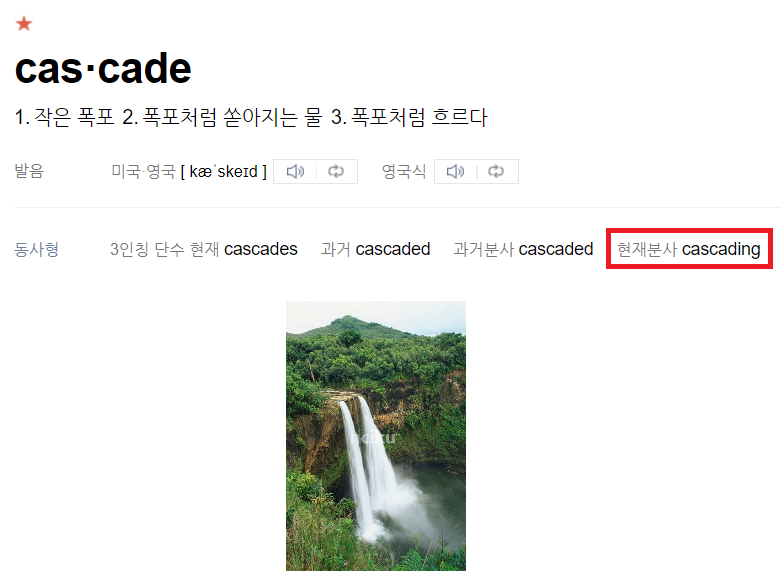 cas·cade
1. 작은 폭포 2. 폭포처럼 쏟아지는 물 3. 폭포처럼 흐르다
발음 미국·영국 [ kæˈskeɪd ] 영국식
동사형 3인칭 단수 현재 cascades 과거 cascaded 과거분사 cascaded 현재분사 cascading